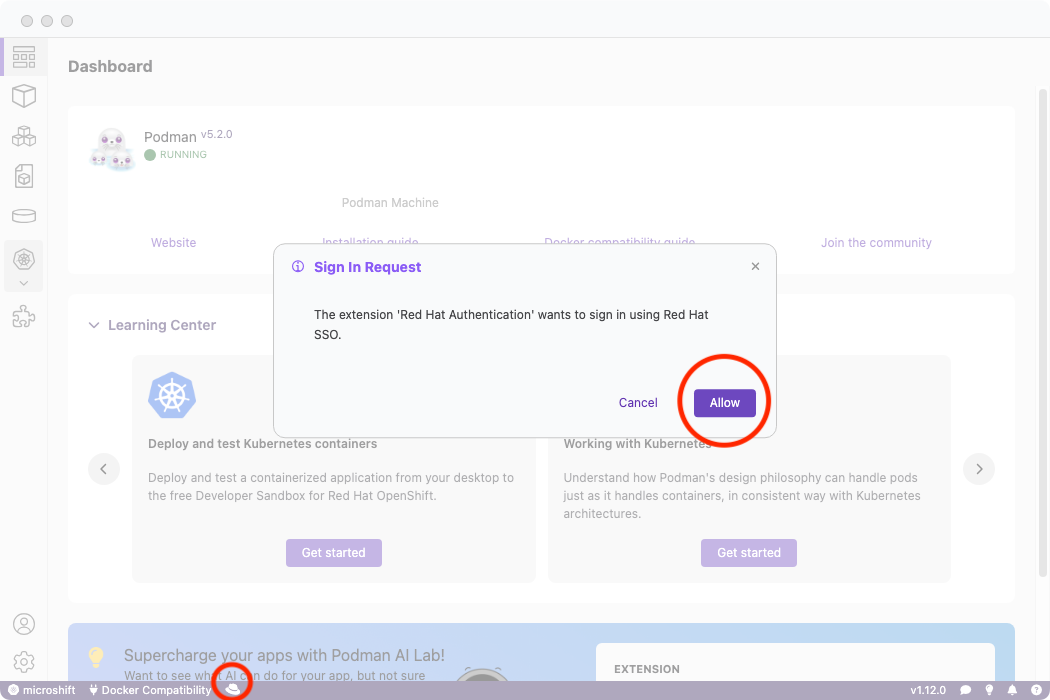 Dashboard
Podman v5.2.0
RUNNING
Podman Machine
Website
Installation guide
Docker compatibility guide
Join the community
Sign In Request
The extension 'Red Hat Authentication' wants to sign in using Red Hat
SSO.
Cancel
Allow
Learning Center
Deploy and test Kubernetes containers
Deploy and test a containerized application from your desktop to
the free Developer Sandbox for Red Hat OpenShift.
Get started
Working with Kubernetes
Understand how Podman's design philosophy can handle pods
just as it handles containers, in consistent way with Kubernetes
architectures.
Get started
Supercharge your apps with Podman AI Lab!
Want to see what AI can do for your app, but not sure
EXTENSION
microshift
Docker Compatibility
v1.12.0